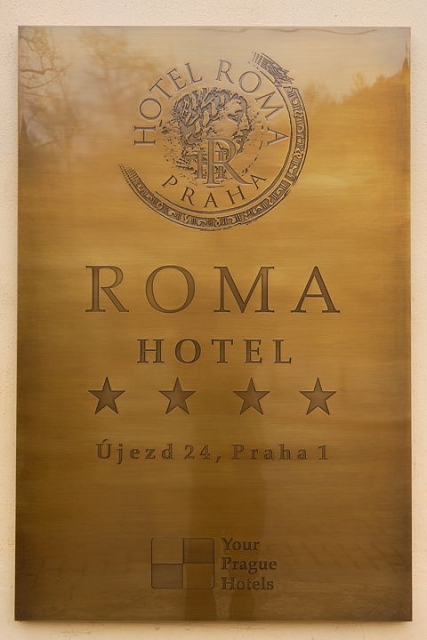 HOTEL ROMA
R
PRAHA
ROMA
HOTEL
Újezd 24, Praha 1
Your
Prague
Hotels